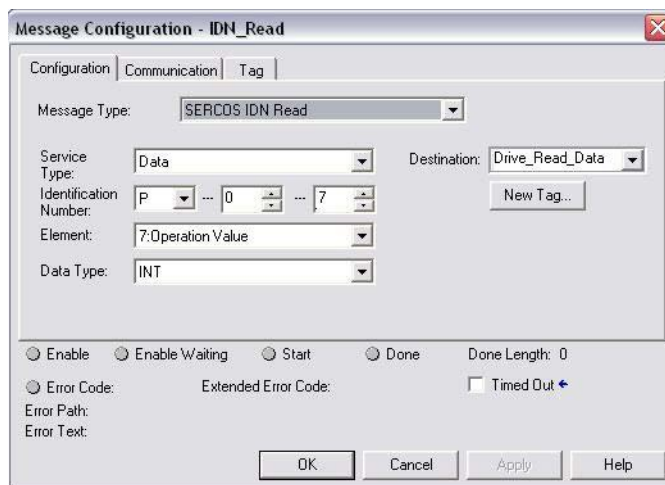 Message Configuration - IDN_Read
Configuration Communication Tag
Message Type: SERCOS IDN Read
Service Type: Data Destination: Drive_Read_Data
Identification Number: P --- 0 --- 7 New Tag...
Element: 7:Operation Value
Data Type: INT
Enable Enable Waiting Start Done Done Length: 0
Error Code: Extended Error Code: Timed Out
Error Path:
Error Text:
OK Cancel Apply Help